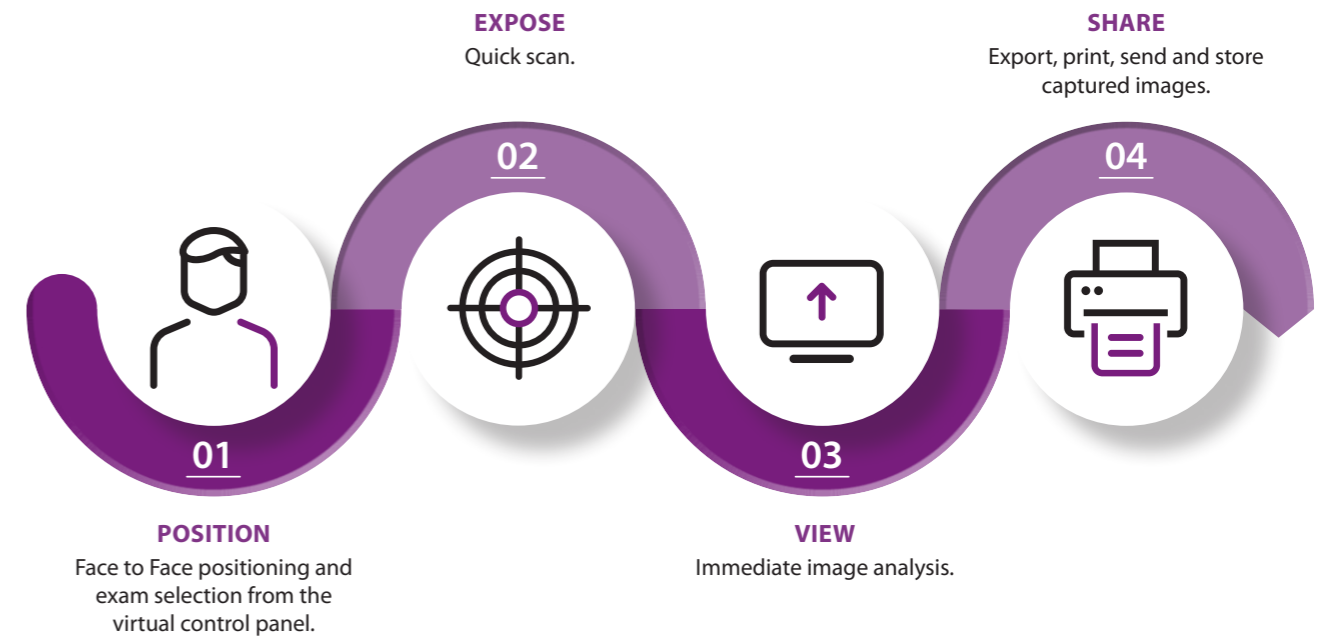 01
POSITION
Face to Face positioning and
exam selection from the
virtual control panel.
EXPOSE
Quick scan.
02
03
VIEW
Immediate image analysis.
SHARE
Export, print, send and store
captured images.
04